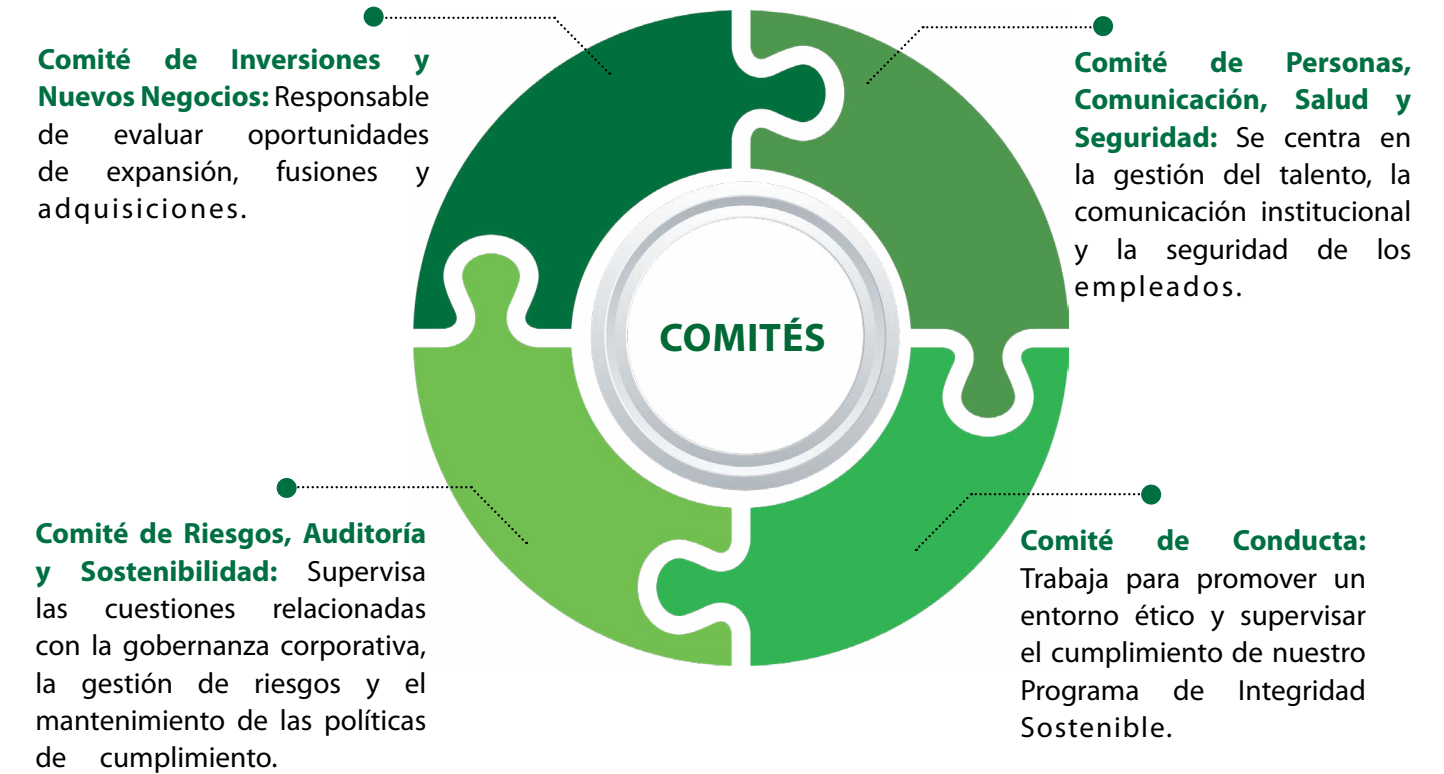 Comité de Inversiones y
Nuevos Negocios: Responsable
de evaluar oportunidades
de expansión, fusiones y
adquisiciones.
Comité de Personas,
Comunicación, Salud y
Seguridad: Se centra en
la gestión del talento, la
comunicación institucional
y la seguridad de los
empleados.
COMITÉS
Comité de Riesgos, Auditoría
y Sostenibilidad: Supervisa
las cuestiones relacionadas
con la gobernanza corporativa,
la gestión de riesgos y el
mantenimiento de las políticas
de cumplimiento.
Comité de Conducta:
Trabaja para promover un
entorno ético y supervisar
el cumplimiento de nuestro
Programa de Integridad
Sostenible.